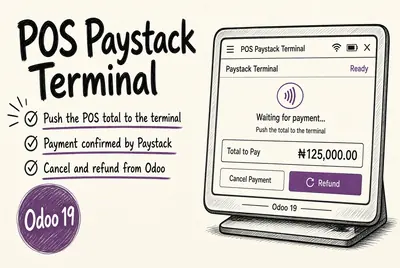 POS Paystack
Terminal
Push the POS total to the terminal
Payment confirmed by Paystack
Cancel and refund from Odoo
Odoo 19
POS Paystack Terminal
Paystack Terminal
Ready
Waiting for payment...
Push the total to the terminal
Total to Pay
₦125,000.00
Cancel Payment
Refund
Odoo 19